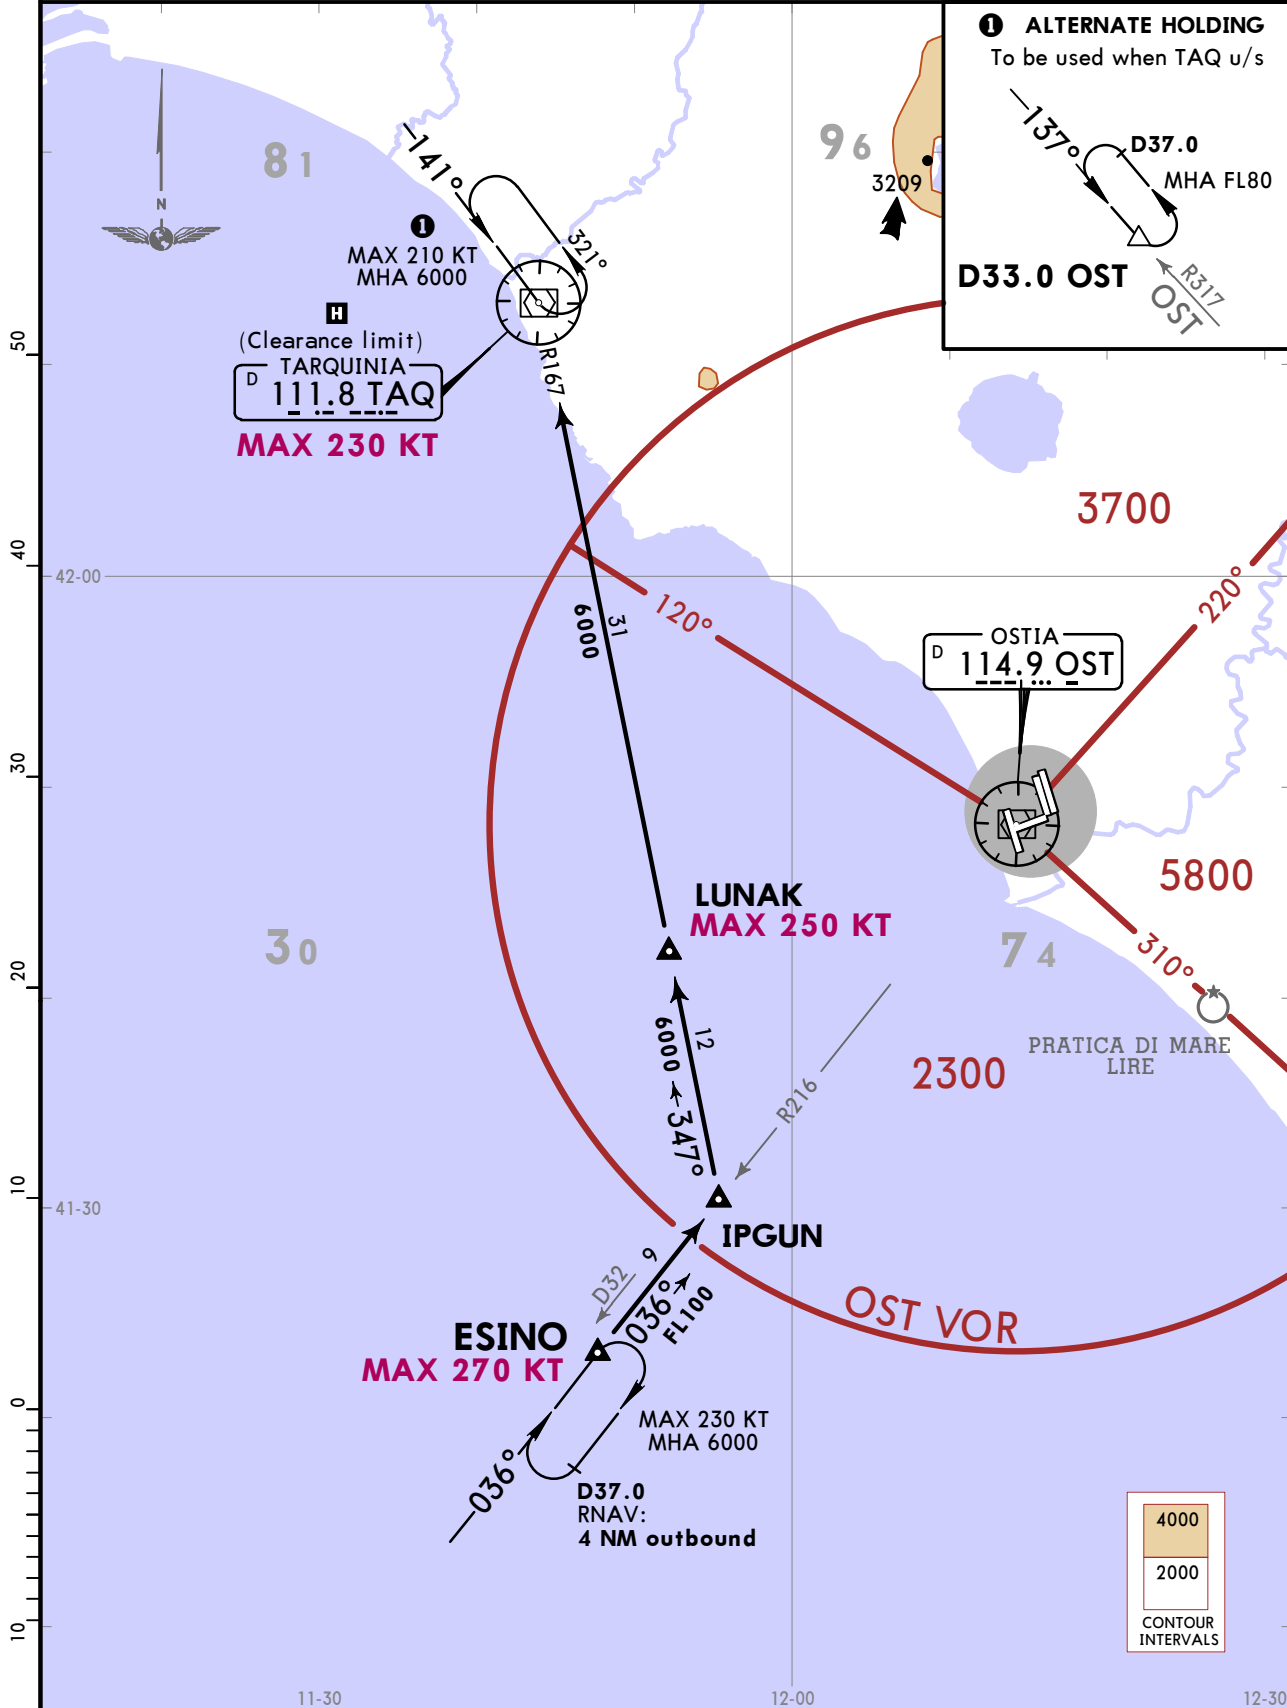 1 ALTERNATE HOLDING
To be used when TAQ u/s
137°
D37.0
MHA FL80
D33.0 OST
R317
OST
81
96
3209
N
141°
321°
1
MAX 210 KT
MHA 6000
H
(Clearance limit)
TARQUINIA
D 111.8 TAQ
MAX 230 KT
R167
50
40
30
20
10
0
10
42-00
3700
31
6000
120°
220°
OSTIA
D 114.9 OST
LUNAK
MAX 250 KT
5800
30
74
310°
12
6000
347°
R216
2300
PRATICA DI MARE
LIRE
41-30
IPGUN
9
D32
036°
FL100
OST VOR
ESINO
MAX 270 KT
MAX 230 KT
MHA 6000
036°
D37.0
RNAV:
4 NM outbound
4000
2000
CONTOUR
INTERVALS
11-30
12-00
12-30